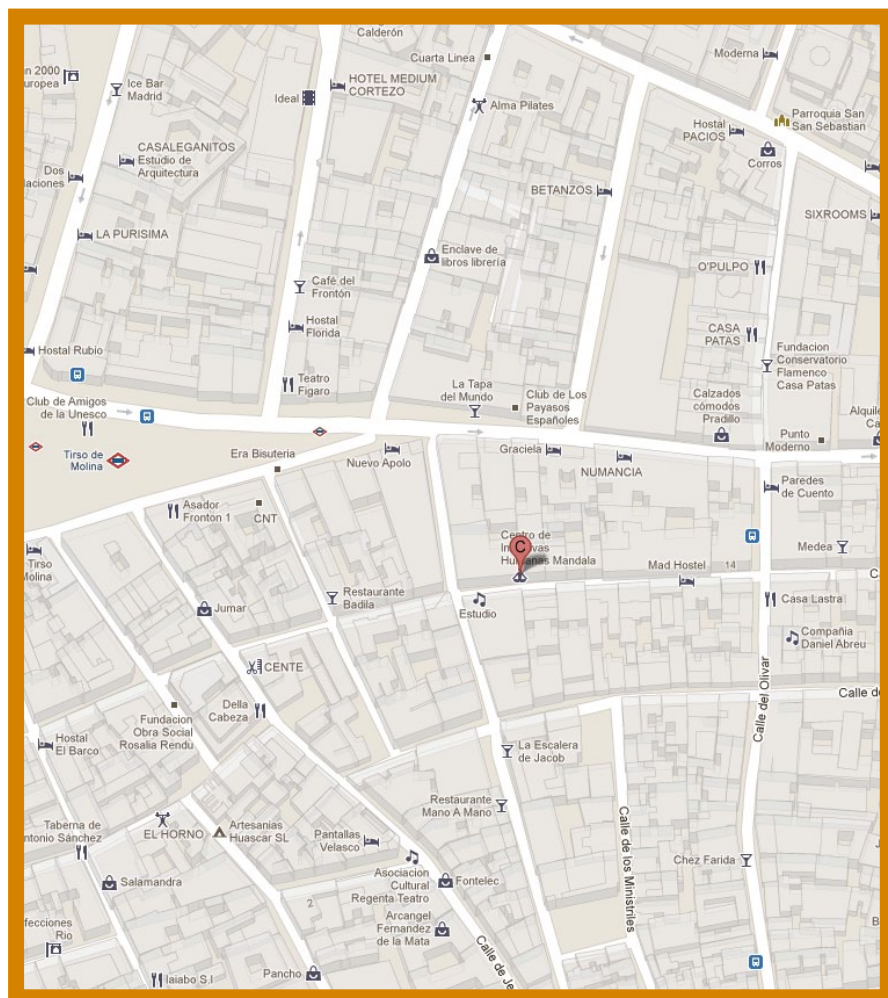 Calderón
Cuarta Linea
Moderna
n 2000
uropea
HOTEL MEDIUM
CORTEZO
Ice Bar
Madrid
Ideal
Alma Pilates
Parroquia San
San Sebastian
Hostal
PACIOS
Corros
CASALEGANITOS
Estudio de
Arquitectura
Dos
laciones
BETANZOS
SIXROOMS
LA PURISIMA
Enclave de
libros librería
O'PULPO
Café del
Frontón
Hostal
Florida
CASA
PATAS
Hostal Rubio
Fundacion
Conservatorio
Flamenco
Casa Patas
Teatro
Figaro
La Tapa
del Mundo
Club de Los
Payasos
Españoles
Calzados
cómodos
Pradillo
Club de Amigos
de la Unesco
Alquile
Ca
Punto
Moderno
Tirso de
Molina
Era Bisuteria
Nuevo Apolo
Graciela
NUMANCIA
Paredes
de Cuento
Asador
Fronton 1
CNT
Centro de
Humanas Mandala
C
Medea
Tirso
Molina
Mad Hostel
14
Restaurante
Badila
Estudio
Casa Lastra
Jumar
Compañia
Daniel Abreu
CENTE
Della
Cabeza
Calle de
Calle del Olivar
Fundacion
Obra Social
Rosalia Rendu
Hostal
El Barco
La Escalera
de Jacob
Restaurante
Mano A Mano
Calle de los Ministriles
Taberna de
ntonio Sánchez
EL HORNO
Artesanias
Huascar SL
Pantallas
Velasco
Chez Farida
Salamandra
Asociacion
Cultural
Regenta Teatro
Fontelec
2
Arcangel
Fernandez
de la Mata
fecciones
Rio
Calle de Je
Iaiabo S.l
Pancho